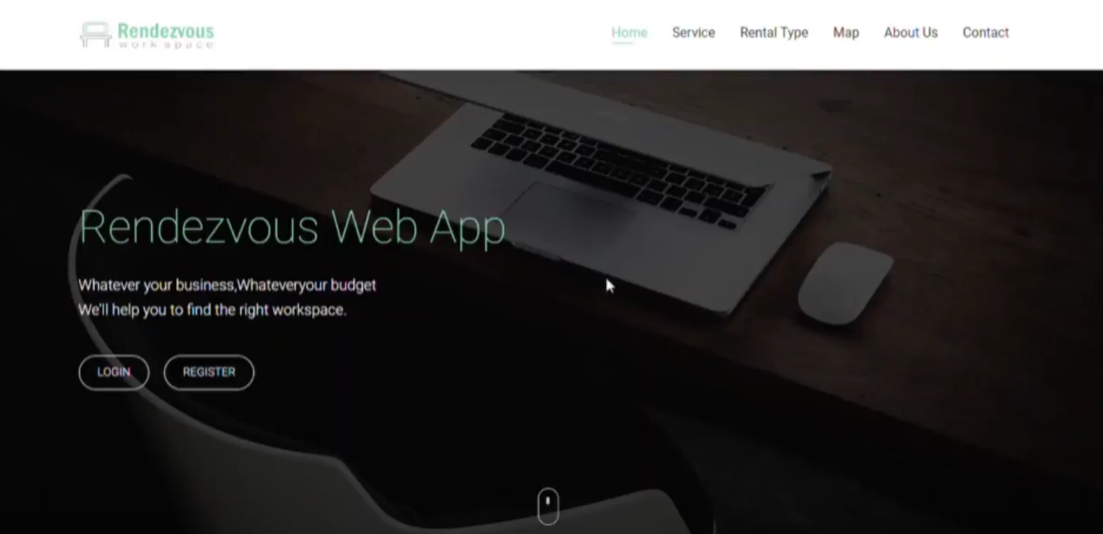 Rendezvous
work space
Home Service Rental Type Map About Us Contact
Rendezvous Web App
Whatever your business,Whateveryour budget
We'll help you to find the right workspace.
LOGIN REGISTER